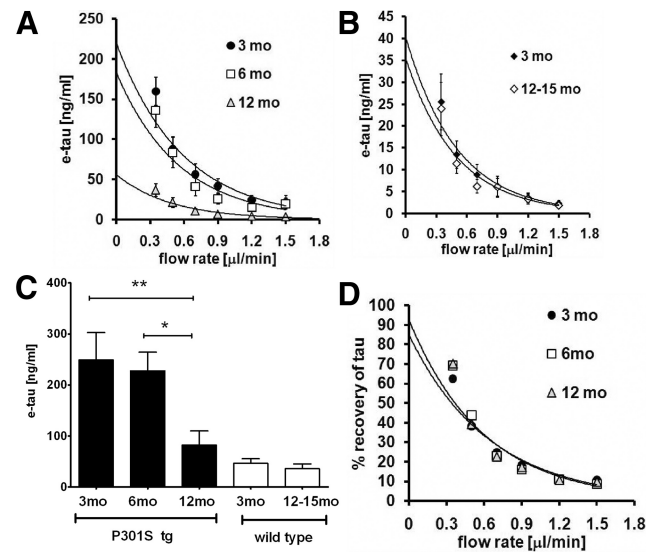 A
e-tau [ng/ml]
250
200
150
100
50
0
0 0.3 0.6 0.9 1.2 1.5 1.8
flow rate [µl/min]
3 mo
6 mo
12 mo
B
e-tau [ng/ml]
45
40
35
30
25
20
15
10
5
0
0 0.3 0.6 0.9 1.2 1.5 1.8
flow rate [µl/min]
3 mo
12-15 mo
C
e-tau [ng/ml]
400
300
200
100
0
**
*
3mo 6mo 12mo 3mo 12-15mo
P301S tg wild type
D
% recovery of tau
100
90
80
70
60
50
40
30
20
10
0
0 0.3 0.6 0.9 1.2 1.5 1.8
flow rate [µl/min]
3 mo
6mo
12 mo